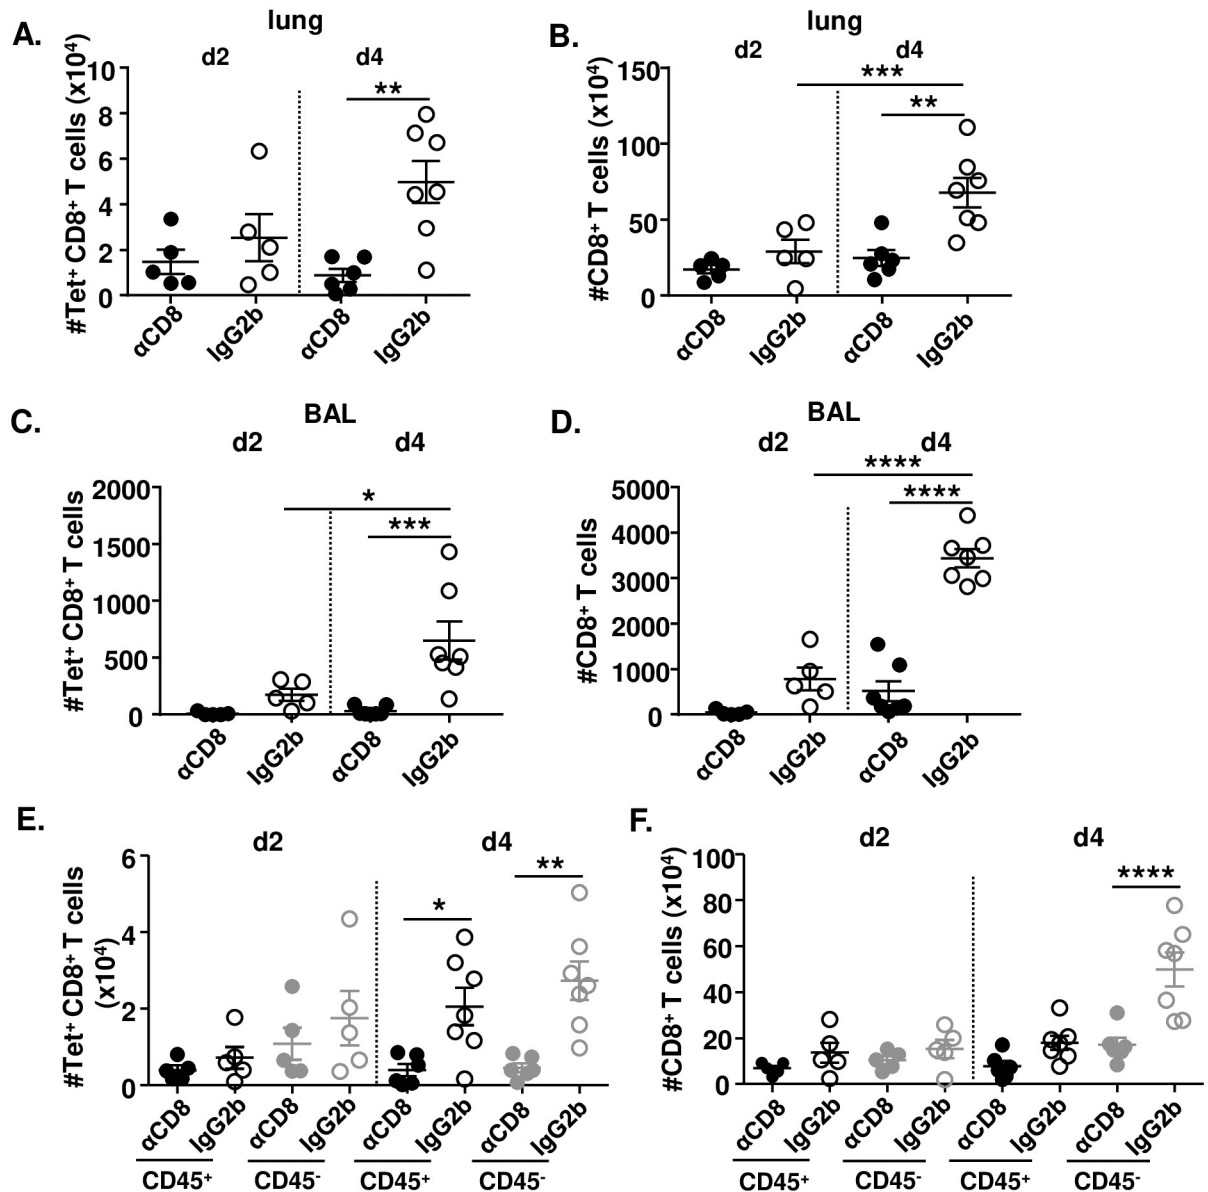 A.
lung
d2 d4
#Tet⁺ CD8⁺ T cells (x10⁴)
10
8
6
4
2
0
**
αCD8 IgG2b αCD8 IgG2b
B.
lung
d2 d4
#CD8⁺ T cells (x10⁴)
150
100
50
0
***
**
αCD8 IgG2b αCD8 IgG2b
C.
BAL
d2 d4
#Tet⁺ CD8⁺ T cells
2000
1500
1000
500
0
*
***
αCD8 IgG2b αCD8 IgG2b
D.
BAL
d2 d4
#CD8⁺ T cells
5000
4000
3000
2000
1000
0
****
****
αCD8 IgG2b αCD8 IgG2b
E.
d2 d4
#Tet⁺ CD8⁺ T cells
(x10⁴)
6
4
2
0
*
**
αCD8 IgG2b αCD8 IgG2b αCD8 IgG2b αCD8 IgG2b
CD45⁺ CD45⁻ CD45⁺ CD45⁻
F.
d2 d4
#CD8⁺ T cells (x10⁴)
100
80
60
40
20
0
****
αCD8 IgG2b αCD8 IgG2b αCD8 IgG2b αCD8 IgG2b
CD45⁺ CD45⁻ CD45⁺ CD45⁻